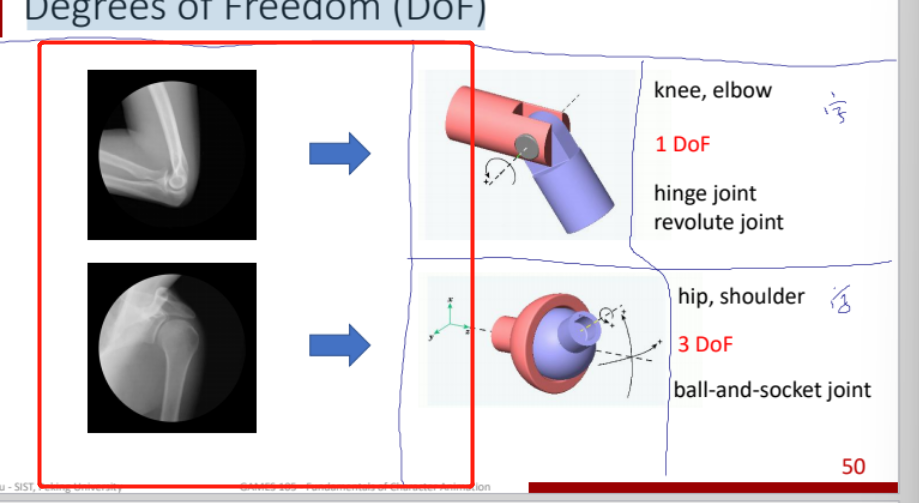 Degrees of Freedom (DoF)
knee, elbow
1 DoF
hinge joint
revolute joint
hip, shoulder
3 DoF
ball-and-socket joint
50
SIST, Peking University
GAMES 105 - Fundamentals of Character Animation